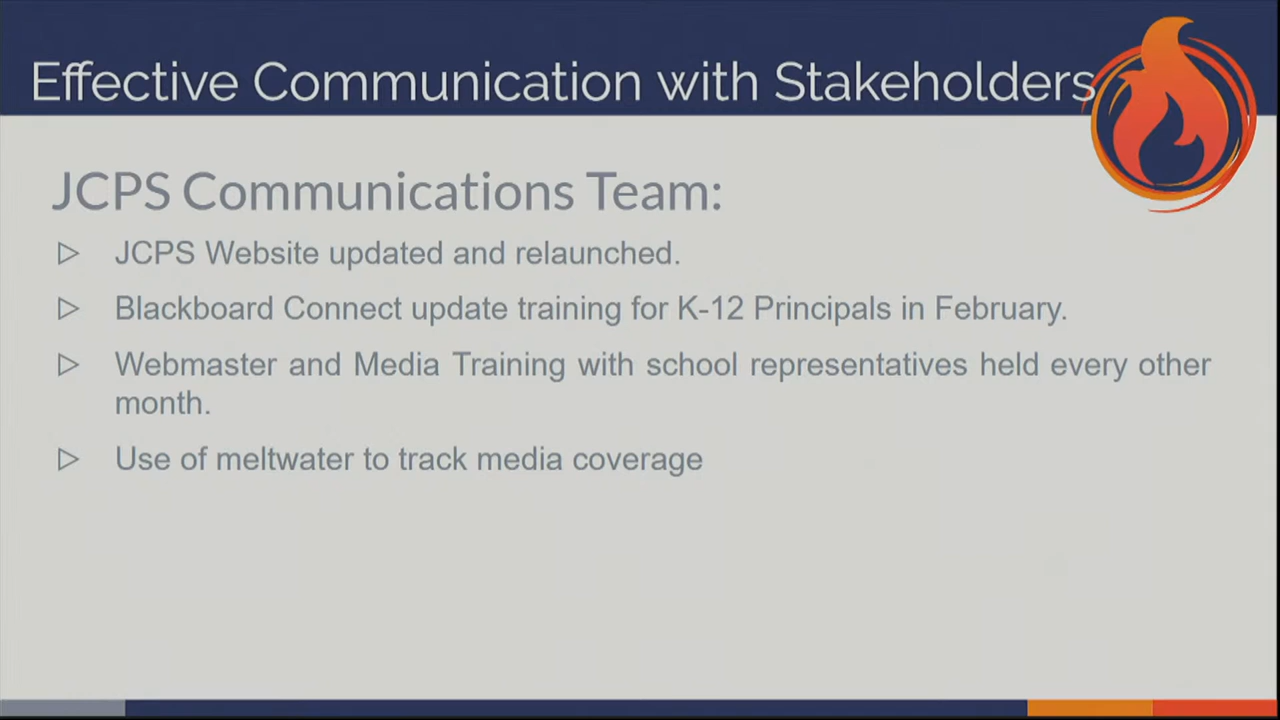 Effective Communication with Stakeholders
JCPS Communications Team:
JCPS Website updated and relaunched.
Blackboard Connect update training for K-12 Principals in February.
Webmaster and Media Training with school representatives held every other
month.
Use of meltwater to track media coverage